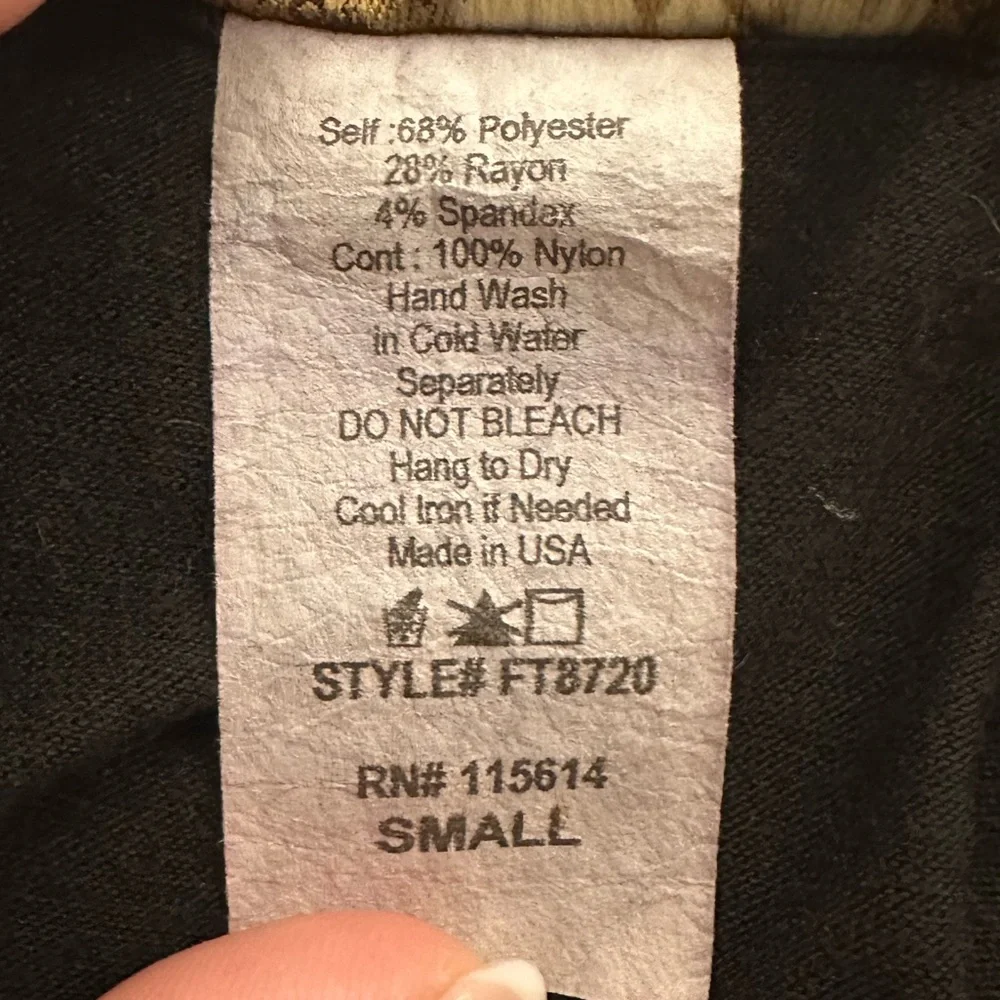 Self :68% Polyester
28% Rayon
4% Spandex
Cont : 100% Nylon
Hand Wash
in Cold Water
Separately
DO NOT BLEACH
Hang to Dry
Cool Iron if Needed
Made in USA
STYLE# FT8720
RN# 115614
SMALL